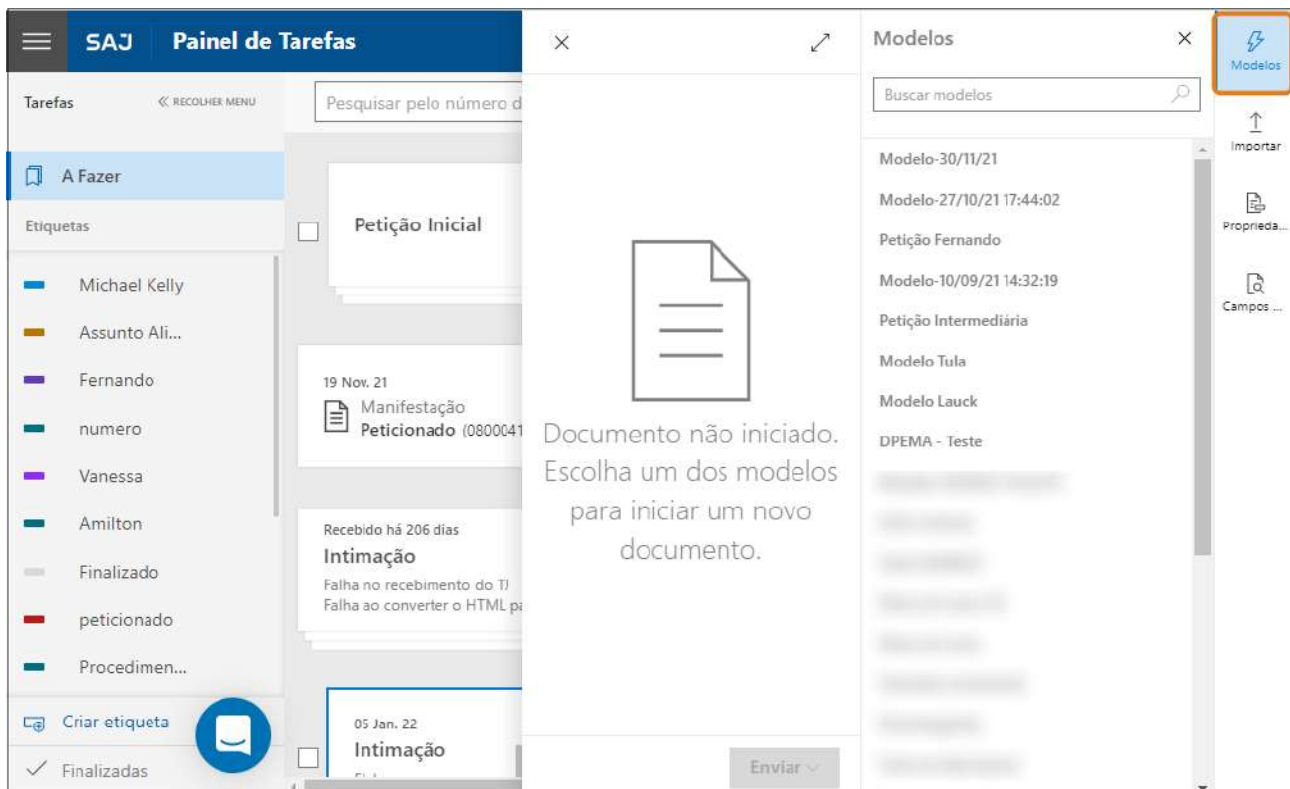 SAJ
Painel de Tarefas
Tarefas
RECOLHER MENU
A Fazer
Etiquetas
Michael Kelly
Assunto Ali...
Fernando
numero
Vanessa
Amilton
Finalizado
peticionado
Procedimen...
Criar etiqueta
Finalizadas
Pesquisar pelo número d
Petição Inicial
19 Nov. 21
Manifestação
Peticionado (0800041
Recebido há 206 dias
Intimação
Falha no recebimento do TJ
Falha ao converter o HTML pa
05 Jan. 22
Intimação
Documento não iniciado.
Escolha um dos modelos
para iniciar um novo
documento.
Enviar
Modelos
Buscar modelos
Modelo-30/11/21
Modelo-27/10/21 17:44:02
Petição Fernando
Modelo-10/09/21 14:32:19
Petição Intermediária
Modelo Tula
Modelo Lauck
DPEMA - Teste
Modelos
Importar
Proprieda...
Campos ...